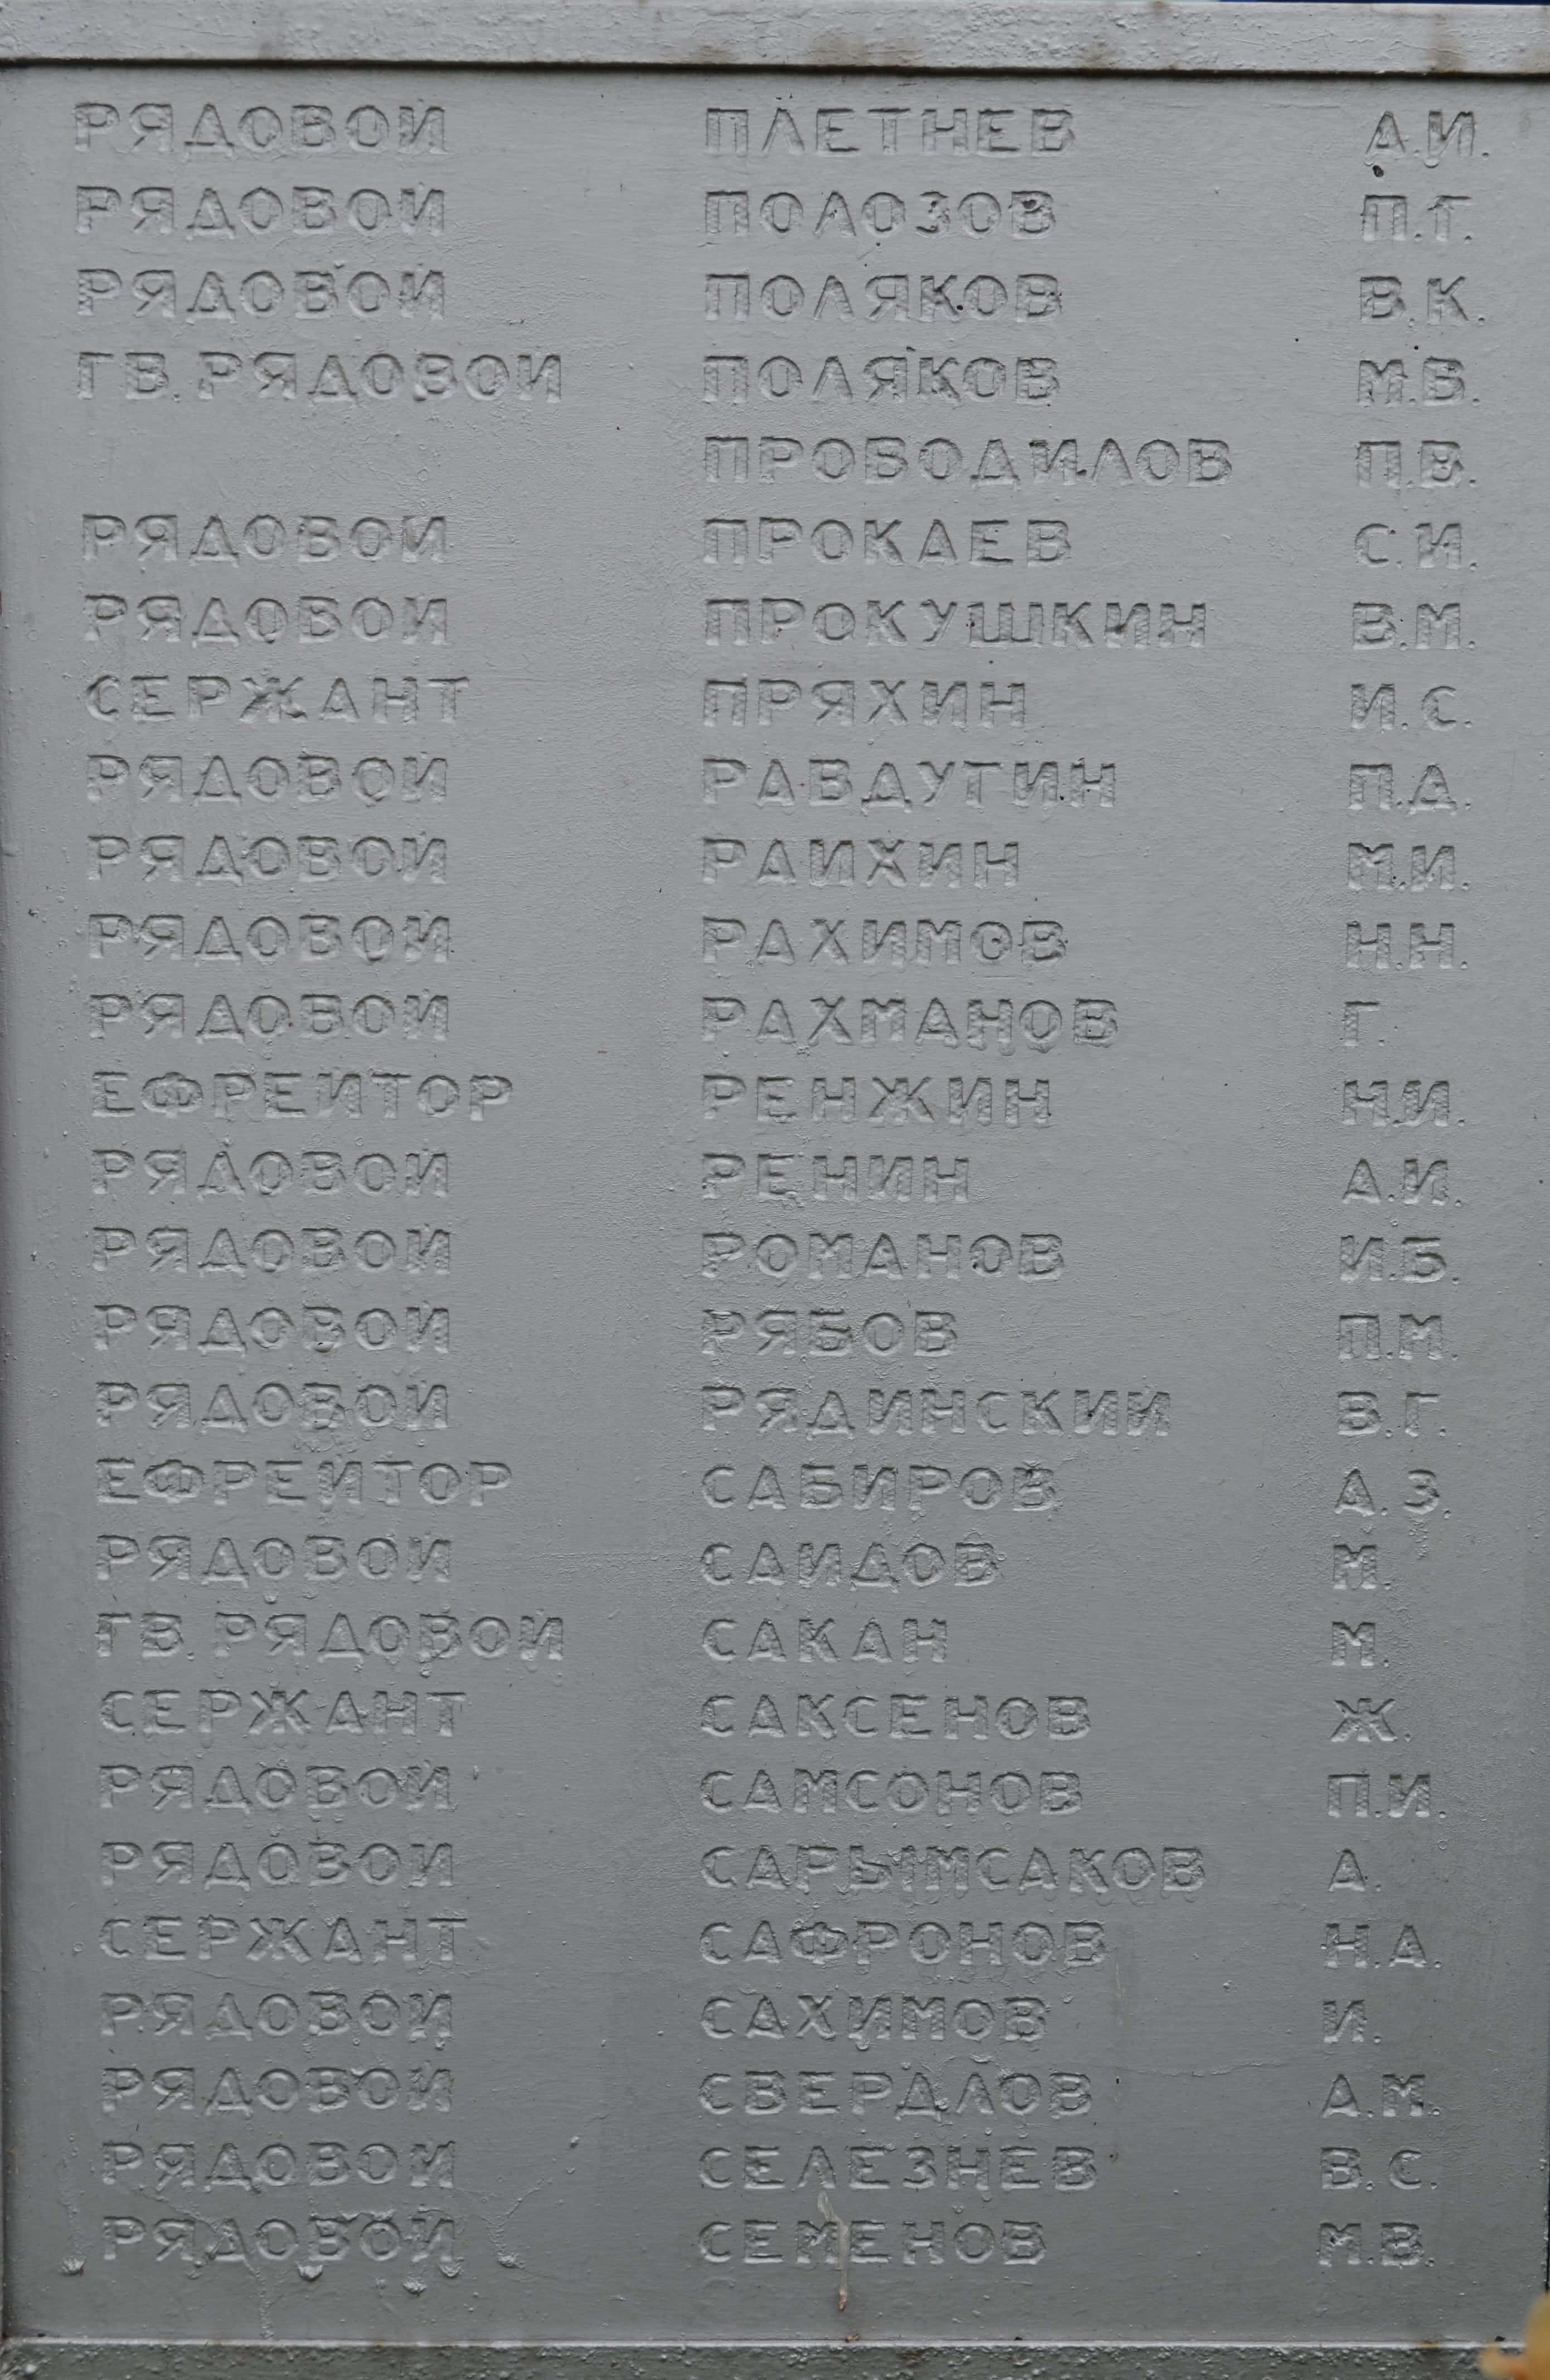 РЯДОВОЙ ПЛЕТНЕВ А.И.
РЯДОВОЙ ПОЛОЗОВ П.Г.
РЯДОВОЙ ПОЛЯКОВ В.К.
ГВ. РЯДОВОЙ ПОЛЯКОВ М.В.
ПРОВОДИЛОВ П.В.
РЯДОВОЙ ПРОКАЕВ С.И.
РЯДОВОЙ ПРОКУШКИН В.М.
СЕРЖАНТ ПРЯХИН И.С.
РЯДОВОЙ РАВДУГИН П.Д.
РЯДОВОЙ РАИХИН М.И.
РЯДОВОЙ РАХИМОВ Н.Н.
РЯДОВОЙ РАХМАНОВ Г.
ЕФРЕЙТОР РЕНЖИН Н.И.
РЯДОВОЙ РЕНИН А.И.
РЯДОВОЙ РОМАНОВ И.Б.
РЯДОВОЙ РЯБОВ П.М.
РЯДОВОЙ РЯДИНСКИЙ В.Г.
ЕФРЕЙТОР САБИРОВ А.З.
РЯДОВОЙ САИДОВ М.
ГВ. РЯДОВОЙ САКАН М.
СЕРЖАНТ САКСЕНОВ Ж.
РЯДОВОЙ САМСОНОВ П.И.
РЯДОВОЙ САРЫМСАКОВ А.
СЕРЖАНТ САФРОНОВ Н.А.
РЯДОВОЙ САХИМОВ И.
РЯДОВОЙ СВЕРДЛОВ А.М.
РЯДОВОЙ СЕЛЕЗНЕВ В.С.
РЯДОВОЙ СЕМЕНОВ М.В.